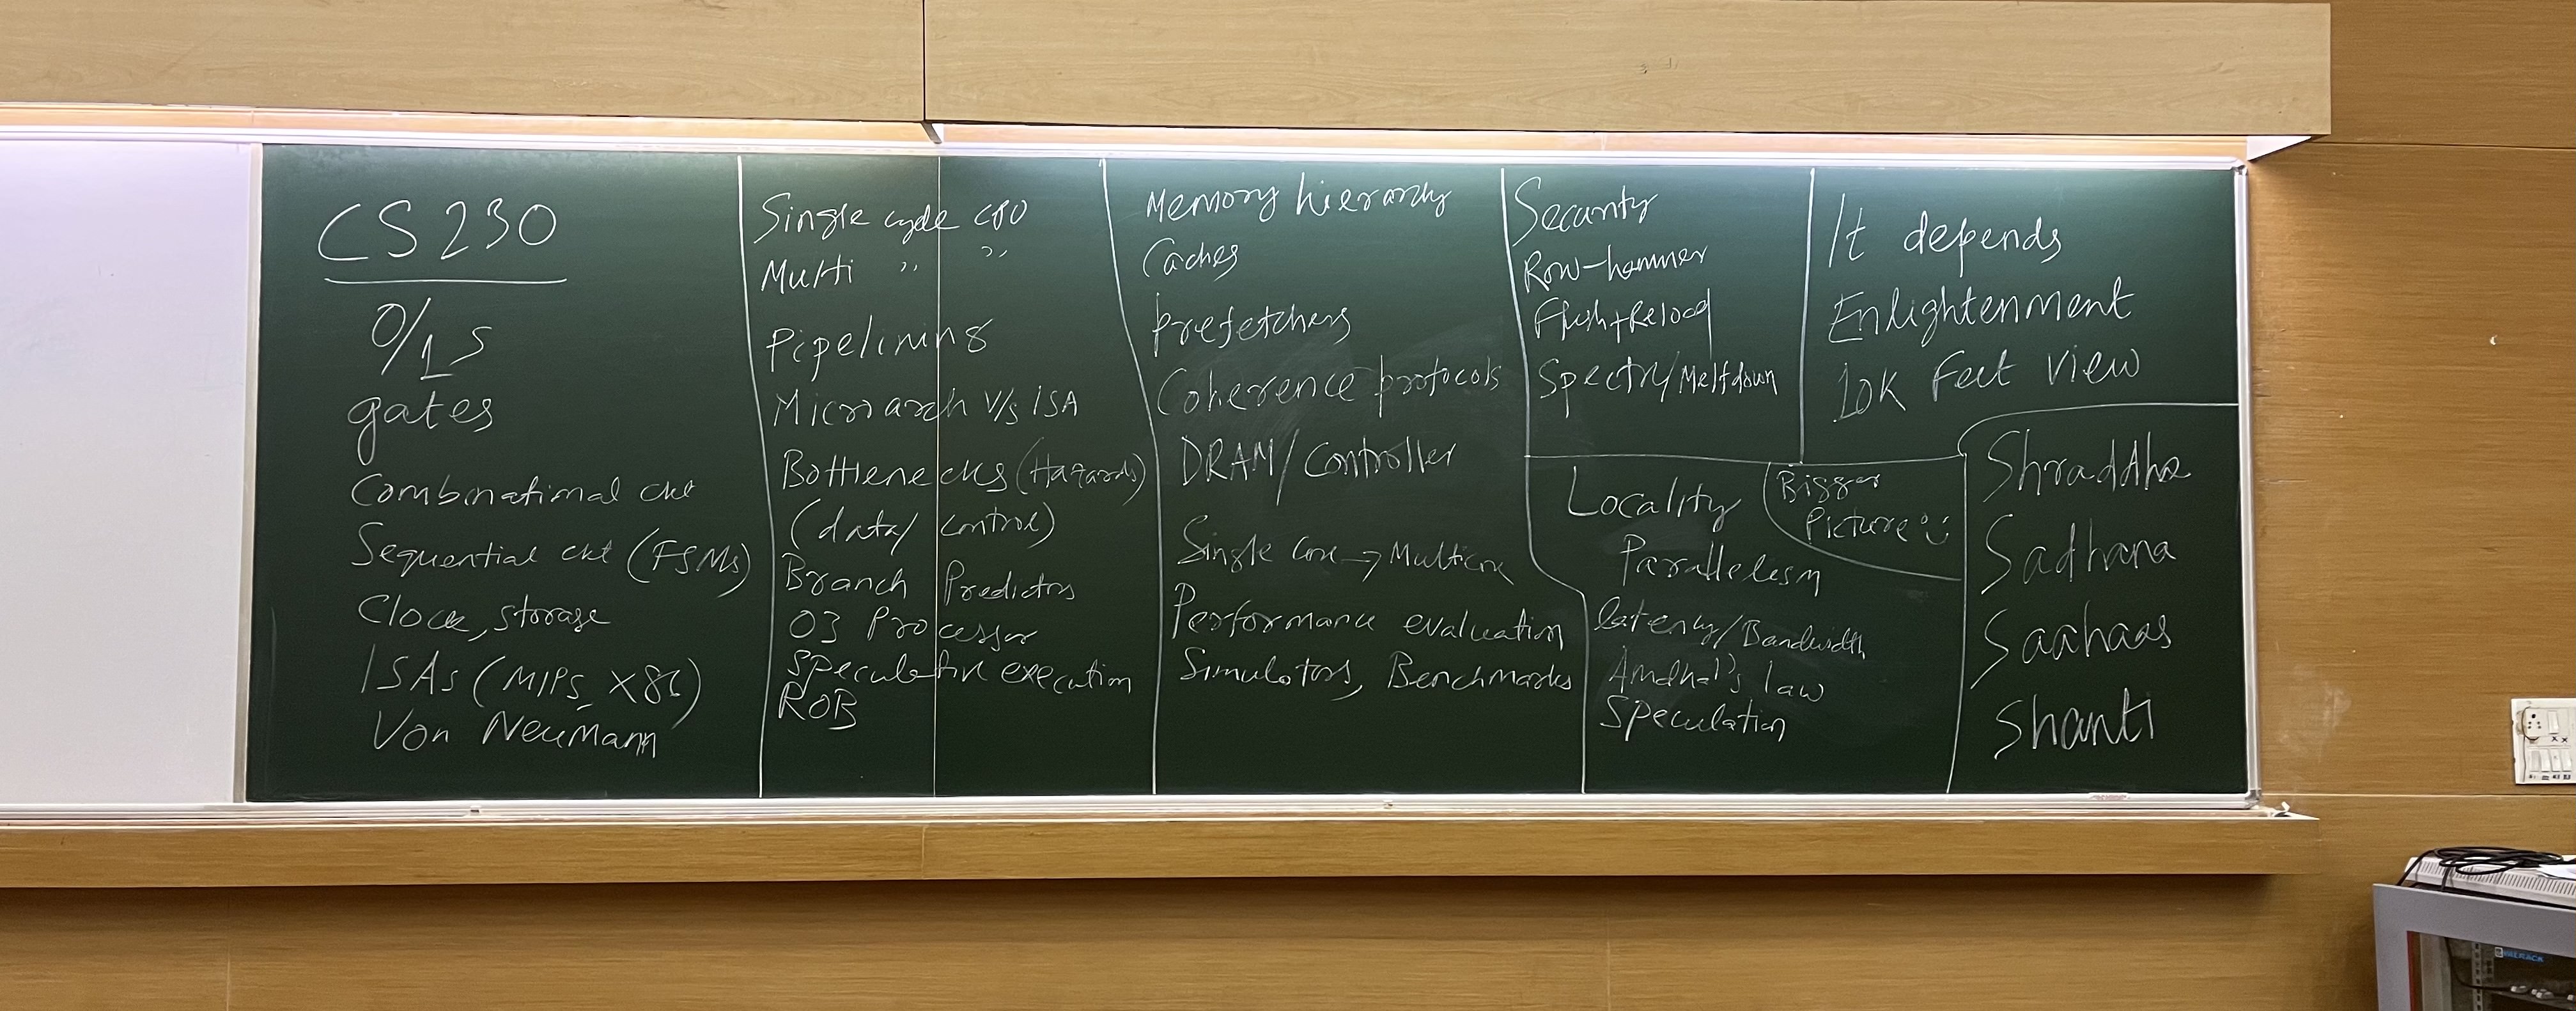 CS230
0/1s
gates
Combinational ckt
Sequential ckt (FSMs)
Clock, storage
ISAs (MIPS, X86)
Von Neumann
Single cycle CPU
Multi ,, ,,
Pipelining
Microarch V/s ISA
Bottlenecks (Hazards)
(data/ control)
Branch Predictors
O3 Processor
Speculative execution
ROB
Memory hierarchy
Caches
Prefetchers
Coherence protocols
DRAM/Controller
Single core → Multicore
Performance evaluation
Simulators, Benchmarks
Security
Row-hammer
Flush+Reload
Spectre/Meltdown
It depends
Enlightenment
10K Feet view
Locality
Parallelism
latency/Bandwidth
Amdhal's law
Speculation
Bigger
Picture :)
Shraddha
Sadhana
Saahaas
Shanti